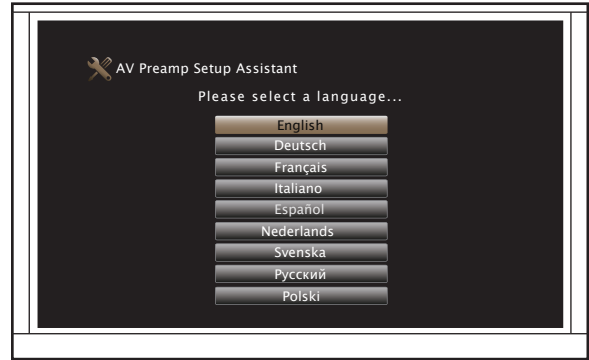 AV Preamp Setup Assistant
Please select a language...
English
Deutsch
Français
Italiano
Español
Nederlands
Svenska
Русский
Polski